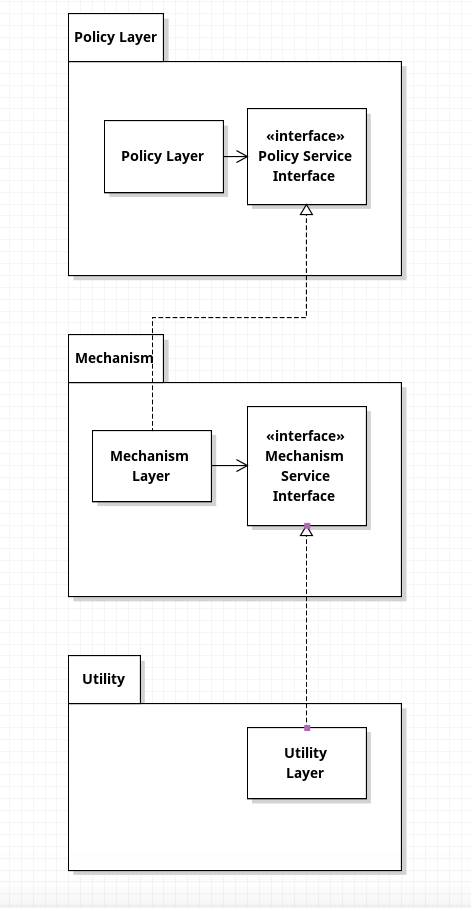 Policy Layer
Policy Layer
«interface»
Policy Service
Interface
Mechanism
Mechanism
Layer
«interface»
Mechanism
Service
Interface
Utility
Utility
Layer